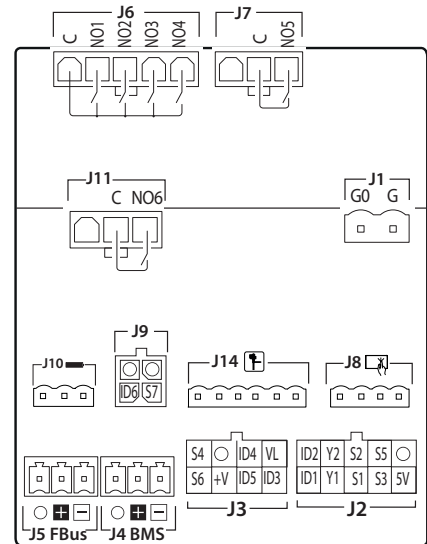 J6 J7
C NO1 NO2 NO3 NO4 C NO5
J11 J1
C NO6 G0 G
J9
J10 J14 J8
ID6 S7
S4 ID4 VL ID2 Y2 S2 S5
S6 +V ID5 ID3 ID1 Y1 S1 S3 5V
J3 J2
J5 FBus J4 BMS